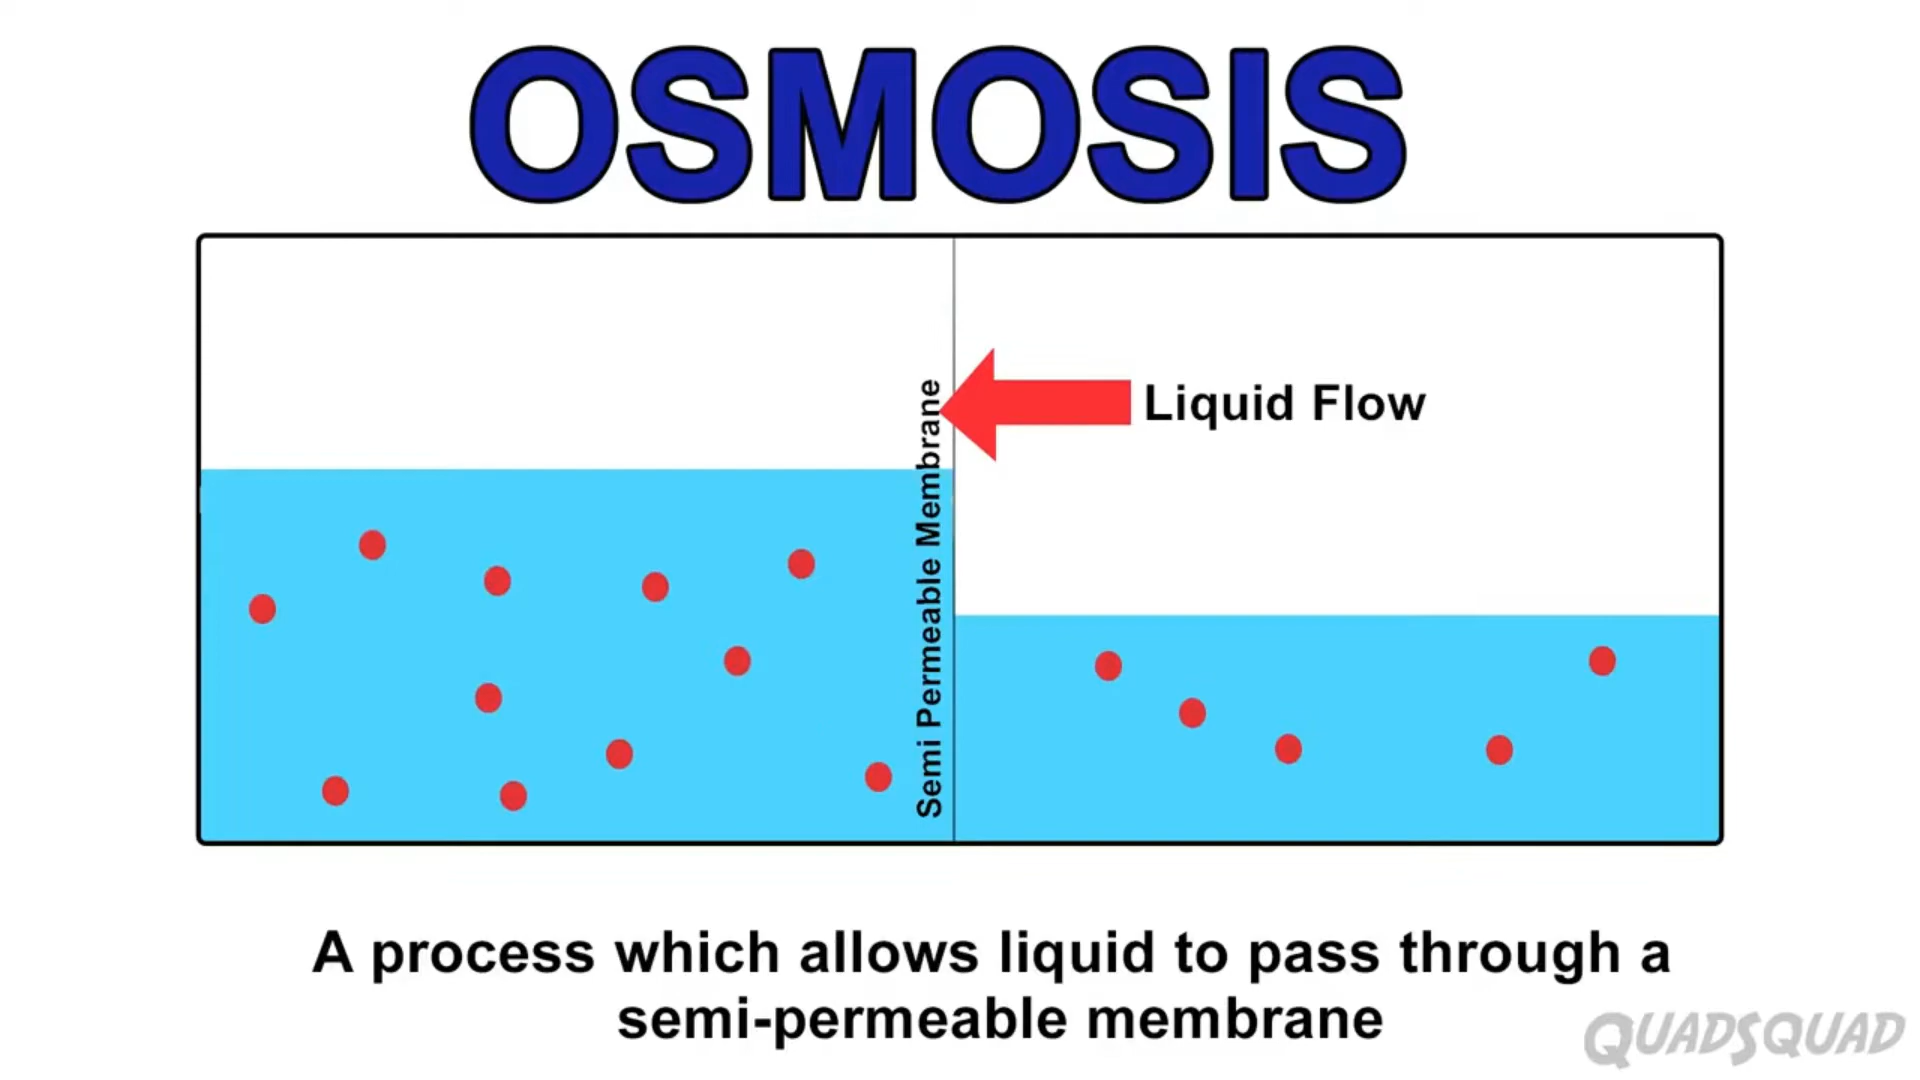 OSMOSIS
Liquid Flow
Semi Permeable Membrane
A process which allows liquid to pass through a
semi-permeable membrane
QUADSQUAD